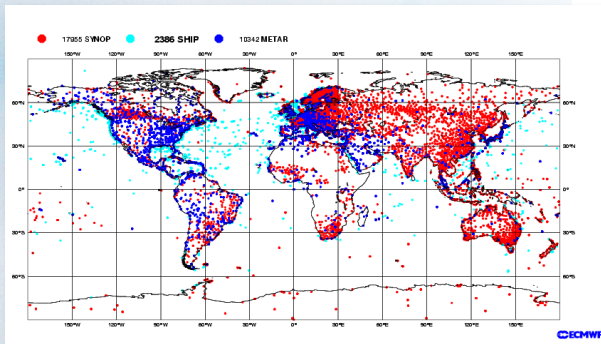 17955 SYNOP 2386 SHIP 10342 METAR
150°W 120°W 90°W 60°W 30°W 0°E 30°E 60°E 90°E 120°E 150°E
60°N 60°N
30°N 30°N
0°N 0°N
30°S 30°S
60°S 60°S
150°W 120°W 90°W 60°W 30°W 0°E 30°E 60°E 90°E 120°E 150°E
ECMWF